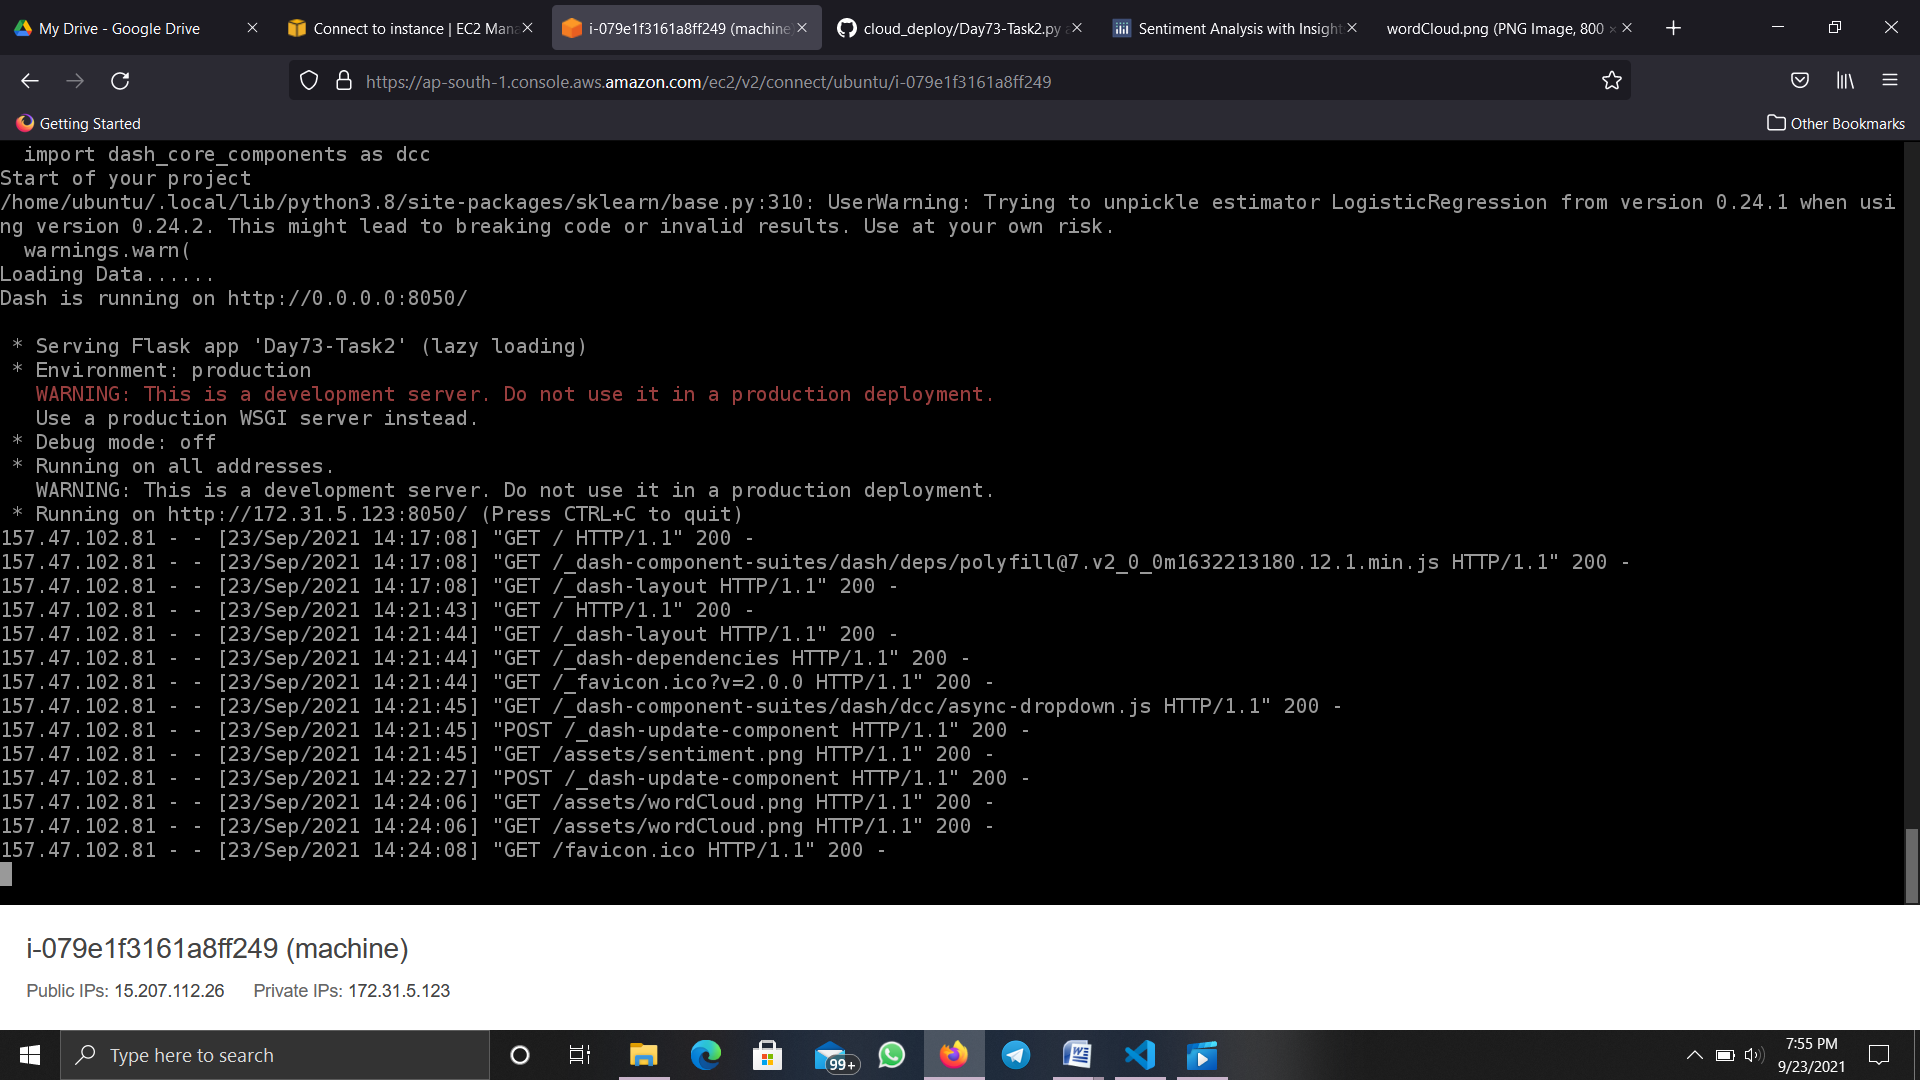 My Drive - Google Drive
Connect to instance | EC2 Mana
i-079e1f3161a8ff249 (machine)
cloud_deploy/Day73-Task2.py a
Sentiment Analysis with Insight
wordCloud.png (PNG Image, 800 ×
https://ap-south-1.console.aws.amazon.com/ec2/v2/connect/ubuntu/i-079e1f3161a8ff249
Getting Started
Other Bookmarks
import dash_core_components as dcc
Start of your project
/home/ubuntu/.local/lib/python3.8/site-packages/sklearn/base.py:310: UserWarning: Trying to unpickle estimator LogisticRegression from version 0.24.1 when usi
ng version 0.24.2. This might lead to breaking code or invalid results. Use at your own risk.
warnings.warn(
Loading Data......
Dash is running on http://0.0.0.0:8050/
* Serving Flask app 'Day73-Task2' (lazy loading)
* Environment: production
WARNING: This is a development server. Do not use it in a production deployment.
Use a production WSGI server instead.
* Debug mode: off
* Running on all addresses.
WARNING: This is a development server. Do not use it in a production deployment.
* Running on http://172.31.5.123:8050/ (Press CTRL+C to quit)
157.47.102.81 - - [23/Sep/2021 14:17:08] "GET / HTTP/1.1" 200 -
157.47.102.81 - - [23/Sep/2021 14:17:08] "GET /_dash-component-suites/dash/deps/polyfill@7.v2_0_0m1632213180.12.1.min.js HTTP/1.1" 200 -
157.47.102.81 - - [23/Sep/2021 14:17:08] "GET /_dash-layout HTTP/1.1" 200 -
157.47.102.81 - - [23/Sep/2021 14:21:43] "GET / HTTP/1.1" 200 -
157.47.102.81 - - [23/Sep/2021 14:21:44] "GET /_dash-layout HTTP/1.1" 200 -
157.47.102.81 - - [23/Sep/2021 14:21:44] "GET /_dash-dependencies HTTP/1.1" 200 -
157.47.102.81 - - [23/Sep/2021 14:21:44] "GET /_favicon.ico?v=2.0.0 HTTP/1.1" 200 -
157.47.102.81 - - [23/Sep/2021 14:21:45] "GET /_dash-component-suites/dash/dcc/async-dropdown.js HTTP/1.1" 200 -
157.47.102.81 - - [23/Sep/2021 14:21:45] "POST /_dash-update-component HTTP/1.1" 200 -
157.47.102.81 - - [23/Sep/2021 14:21:45] "GET /assets/sentiment.png HTTP/1.1" 200 -
157.47.102.81 - - [23/Sep/2021 14:22:27] "POST /_dash-update-component HTTP/1.1" 200 -
157.47.102.81 - - [23/Sep/2021 14:24:06] "GET /assets/wordCloud.png HTTP/1.1" 200 -
157.47.102.81 - - [23/Sep/2021 14:24:06] "GET /assets/wordCloud.png HTTP/1.1" 200 -
157.47.102.81 - - [23/Sep/2021 14:24:08] "GET /favicon.ico HTTP/1.1" 200 -
i-079e1f3161a8ff249 (machine)
Public IPs: 15.207.112.26 Private IPs: 172.31.5.123
Type here to search
99+
7:55 PM
9/23/2021